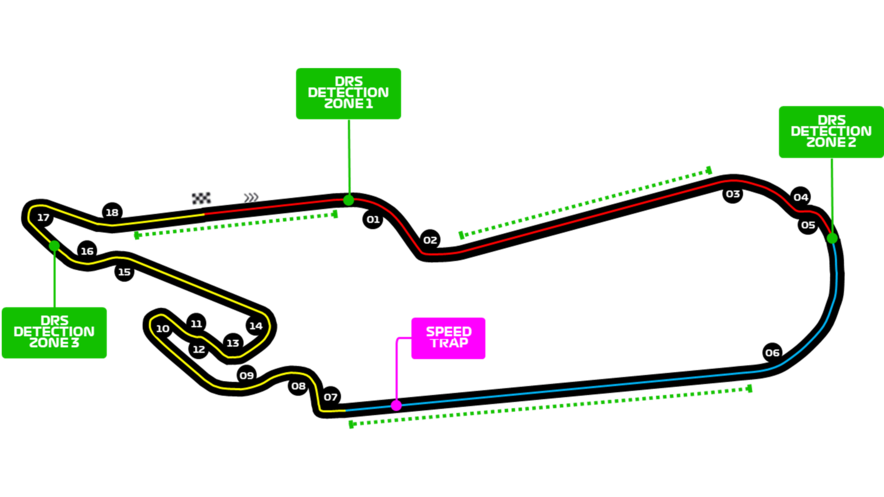 DRS
DETECTION
ZONE 1
DRS
DETECTION
ZONE 2
03
04
05
18
17
01
02
16
15
DRS
DETECTION
ZONE 3
10
11
12
13
14
SPEED
TRAP
06
09
08
07